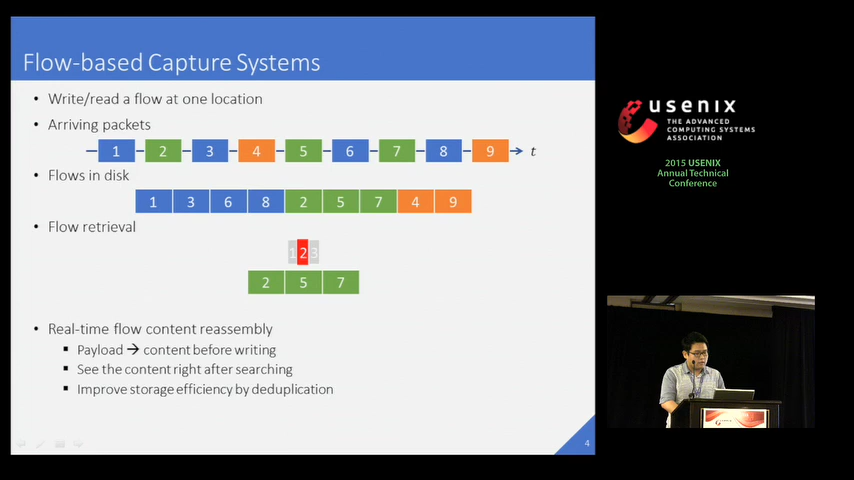 Flow-based Capture Systems
• Write/read a flow at one location
• Arriving packets
1 2 3 4 5 6 7 8 9 t
• Flows in disk
1 3 6 8 2 5 7 4 9
• Flow retrieval
1 2 3
2 5 7
• Real-time flow content reassembly
▪ Payload → content before writing
▪ See the content right after searching
▪ Improve storage efficiency by deduplication
4
usenix
THE ADVANCED
COMPUTING SYSTEMS
ASSOCIATION
2015 USENIX
Annual Technical
Conference